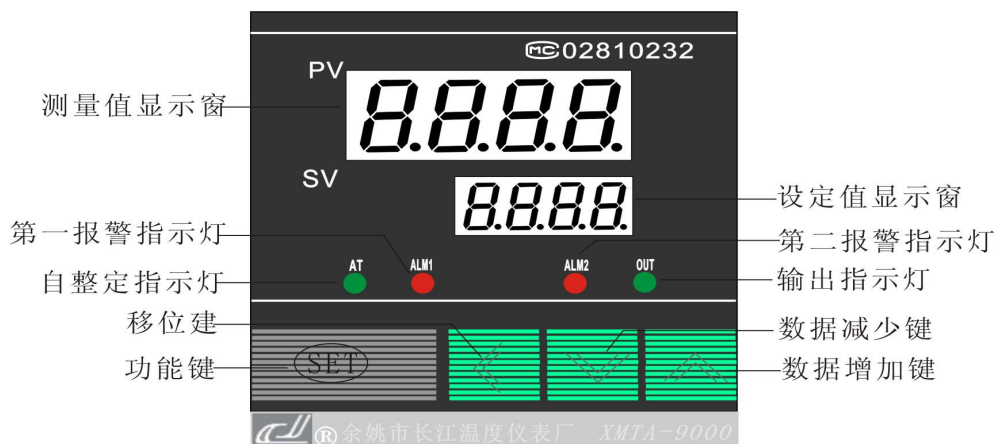 MC 02810232
PV
8.8.8.8.
测量值显示窗
SV
8.8.8.8.
设定值显示窗
第一报警指示灯
第二报警指示灯
AT
ALM1
ALM2
OUT
自整定指示灯
输出指示灯
移位建
数据减少键
功能键
SET
数据增加键
® 余姚市长江温度仪表厂 XMTA-9000